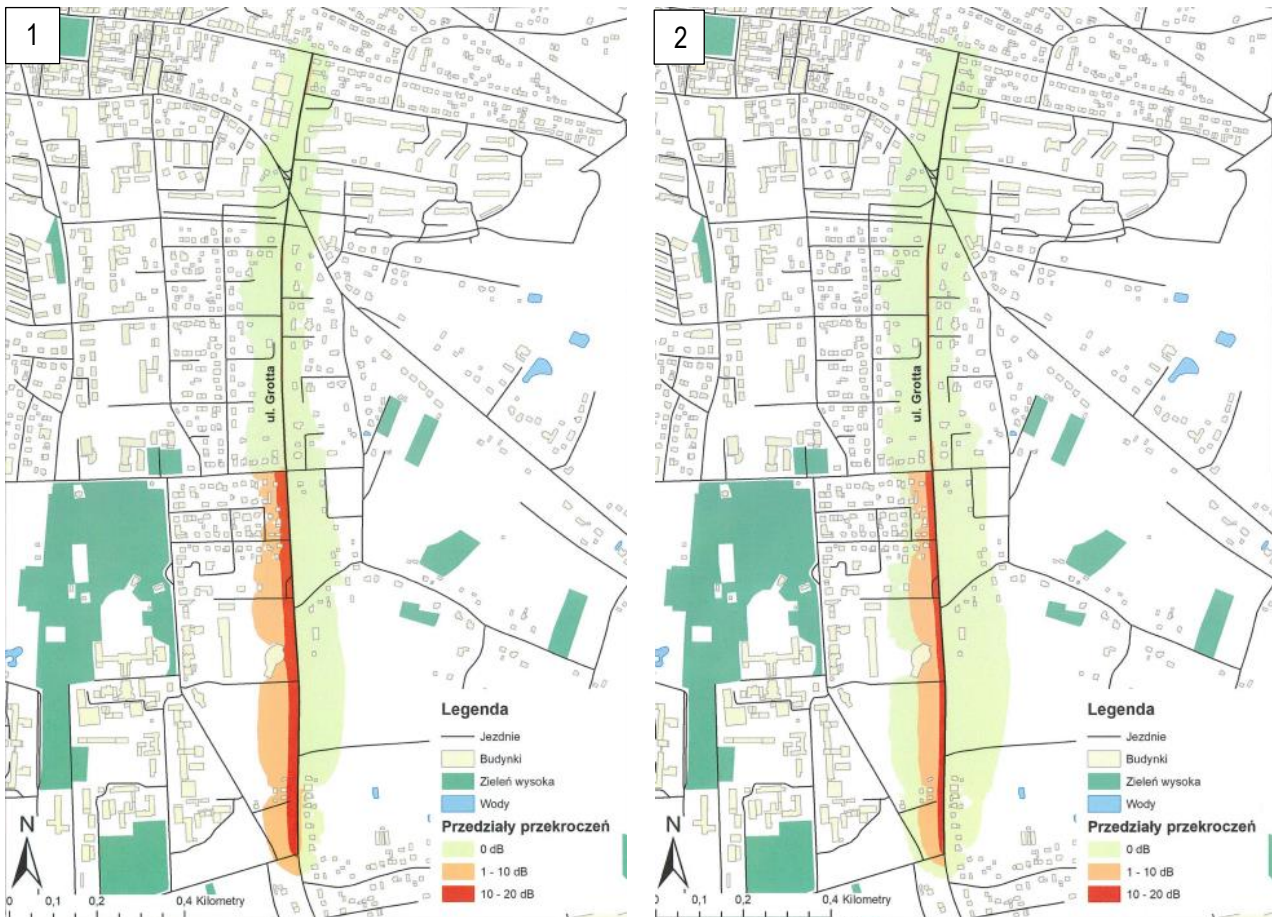 1
ul. Grotta
Legenda
Jezdnie
Budynki
Zieleń wysoka
Wody
Przedziały przekroczeń
0 dB
1 - 10 dB
10 - 20 dB
N
0 0,1 0,2 0,4 Kilometry
2
ul. Grotta
Legenda
Jezdnie
Budynki
Zieleń wysoka
Wody
Przedziały przekroczeń
0 dB
1 - 10 dB
10 - 20 dB
N
0 0,1 0,2 0,4 Kilometry